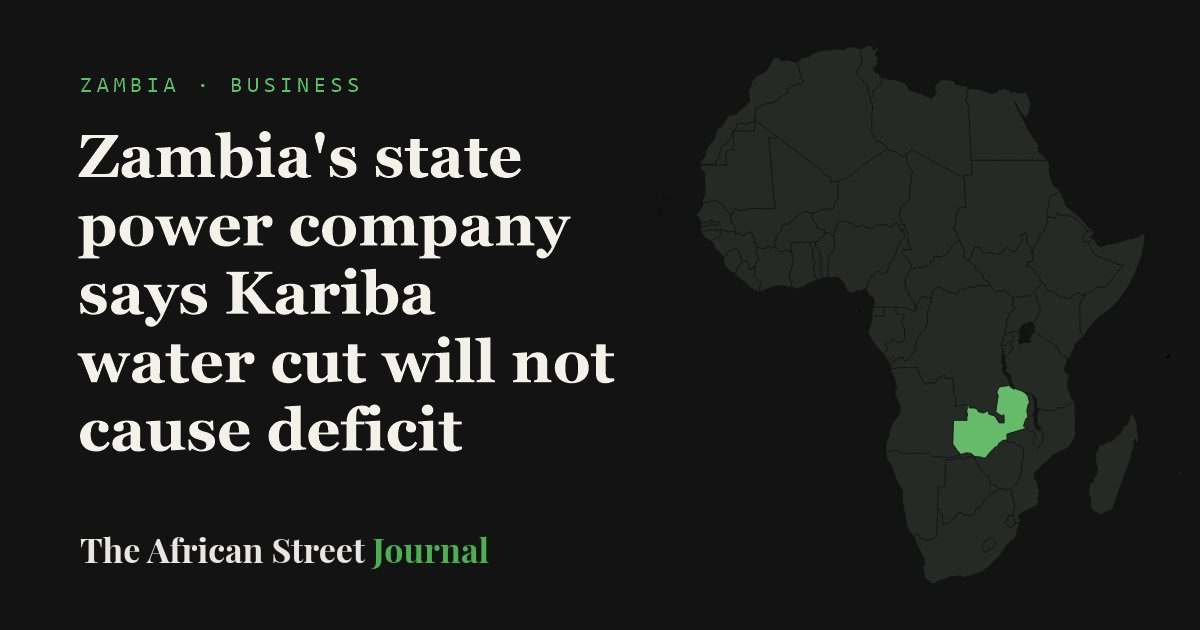 ZAMBIA · BUSINESS
Zambia's state
power company
says Kariba
water cut will not
cause deficit
The African Street Journal